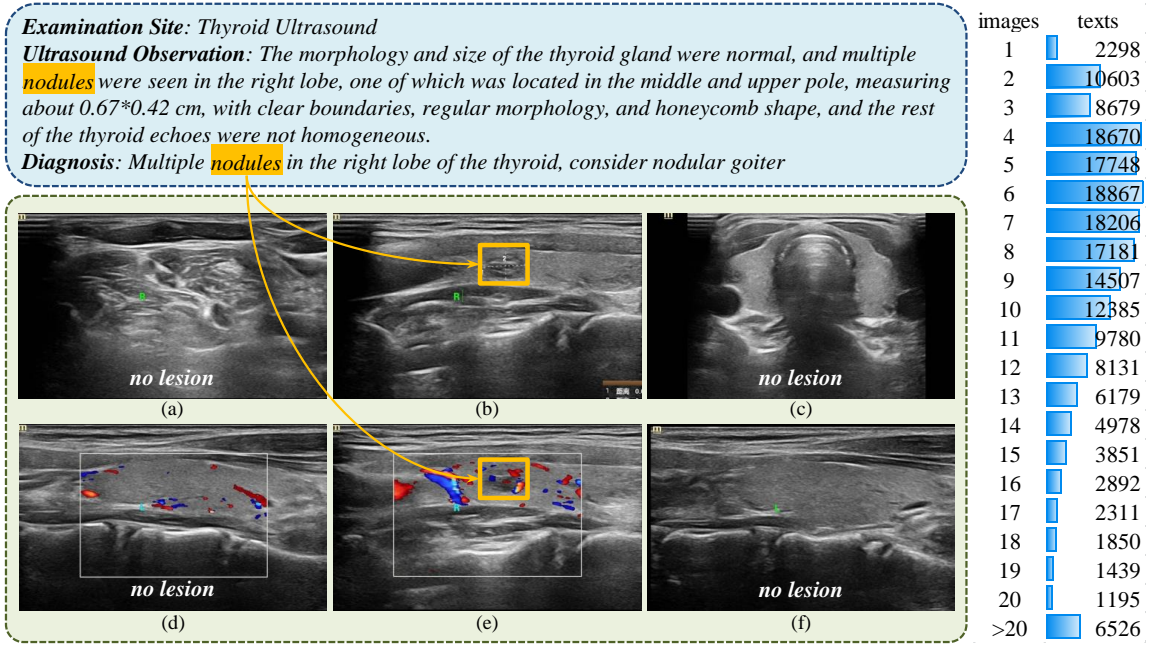 Examination Site: Thyroid Ultrasound
Ultrasound Observation: The morphology and size of the thyroid gland were normal, and multiple
nodules were seen in the right lobe, one of which was located in the middle and upper pole, measuring
about 0.67*0.42 cm, with clear boundaries, regular morphology, and honeycomb shape, and the rest
of the thyroid echoes were not homogeneous.
Diagnosis: Multiple nodules in the right lobe of the thyroid, consider nodular goiter
R
no lesion
(a)
R
(b)
no lesion
(c)
no lesion
(d)
R
(e)
no lesion
(f)
images texts
1 2298
2 10603
3 8679
4 18670
5 17748
6 18867
7 18206
8 17181
9 14507
10 12385
11 9780
12 8131
13 6179
14 4978
15 3851
16 2892
17 2311
18 1850
19 1439
20 1195
>20 6526